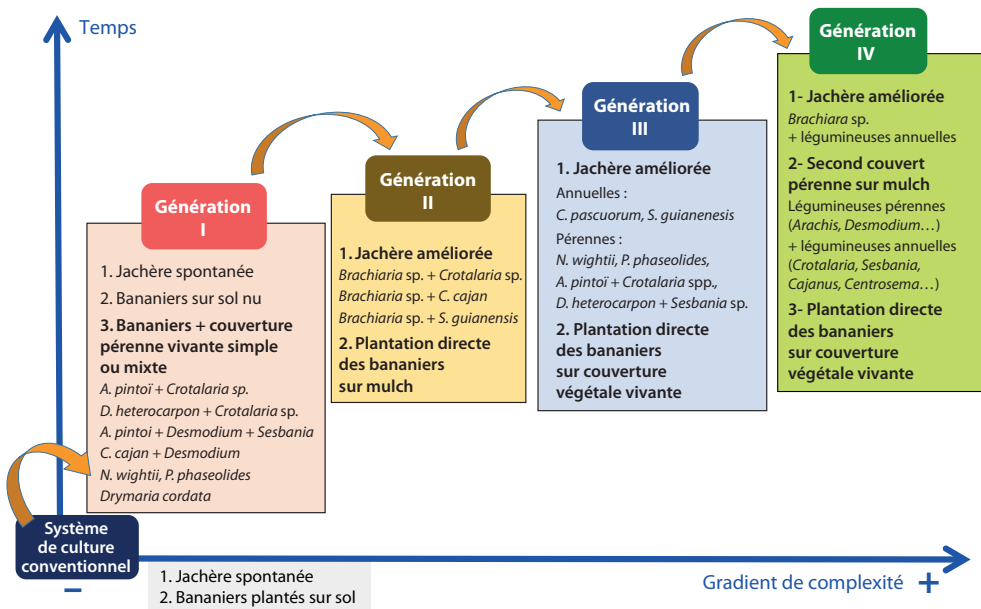 Temps
Génération
I
1. Jachère spontanée
2. Bananiers sur sol nu
3. Bananiers + couverture
pérenne vivante simple
ou mixte
A. pintoï + Crotalaria sp.
D. heterocarpon + Crotalaria sp.
A. pintoi + Desmodium + Sesbania
C. cajan + Desmodium
N. wightii, P. phaseolides
Drymaria cordata
Génération
II
1. Jachère améliorée
Brachiaria sp. + Crotalaria sp.
Brachiaria sp. + C. cajan
Brachiaria sp. + S. guianensis
2. Plantation directe
des bananiers
sur mulch
Génération
III
1. Jachère améliorée
Annuelles :
C. pascuorum, S. guianenesis
Pérennes :
N. wightii, P. phaseolides,
A. pintoï + Crotalaria spp.,
D. heterocarpon + Sesbania sp.
2. Plantation directe
des bananiers
sur couverture
végétale vivante
Génération
IV
1- Jachère améliorée
Brachiara sp.
+ légumineuses annuelles
2- Second couvert
pérenne sur mulch
Légumineuses pérennes
(Arachis, Desmodium…)
+ légumineuses annuelles
(Crotalaria, Sesbania,
Cajanus, Centrosema…)
3- Plantation directe
des bananiers
sur couverture
végétale vivante
Système
de culture
conventionnel
–
1. Jachère spontanée
2. Bananiers plantés sur sol
Gradient de complexité +